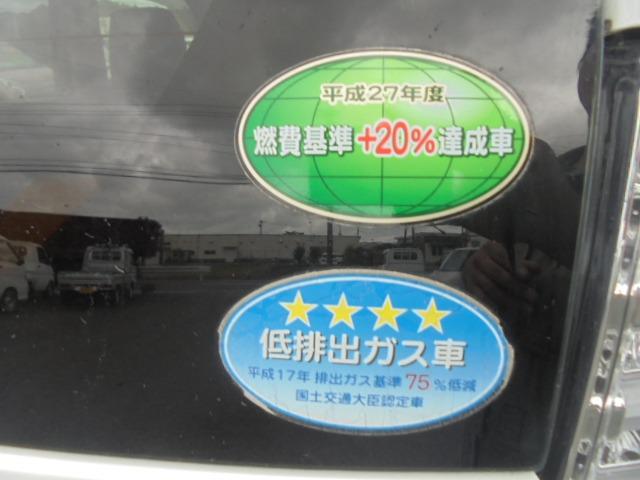 平成27年度
燃費基準+20%達成車
低排出ガス車
平成17年 排出ガス基準 75%低減
国土交通大臣認定車